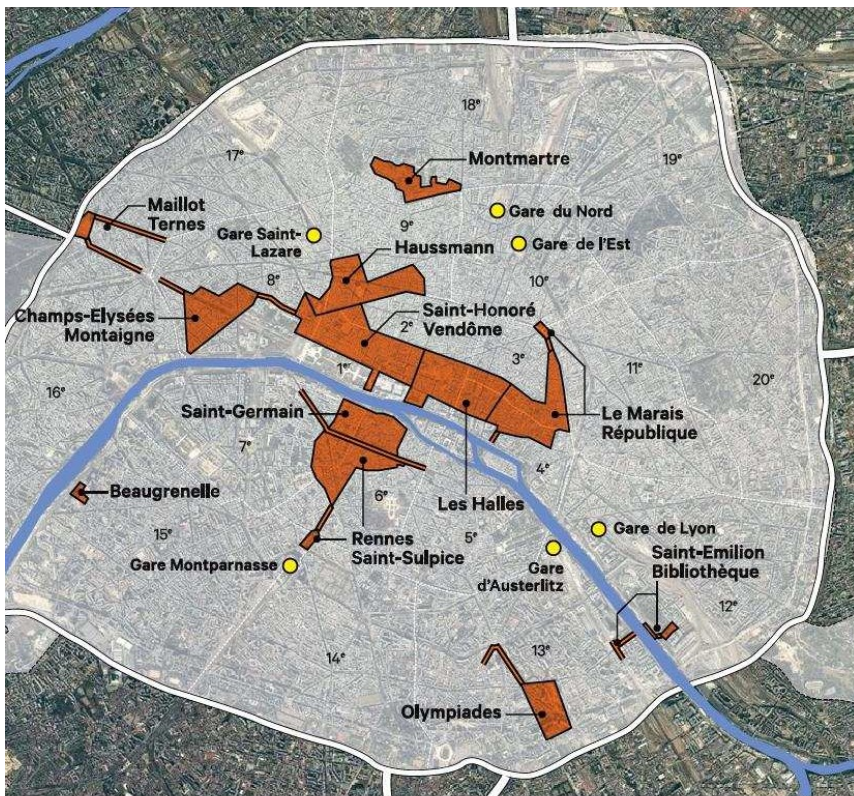 18e
Montmartre
17e
19e
Maillot
Ternes
Gare du Nord
9e
Gare Saint-
Lazare
Haussmann
Gare de l'Est
8e
10e
Champs-Elysées
Montaigne
Saint-Honoré
Vendôme
2e
3e
1er
11e
20e
16e
Saint-Germain
Le Marais
République
7e
4e
Beaugrenelle
6e
Les Halles
15e
5e
Rennes
Saint-Sulpice
Gare de Lyon
Gare Montparnasse
Gare
d'Austerlitz
Saint-Emilion
Bibliothèque
12e
14e
13e
Olympiades